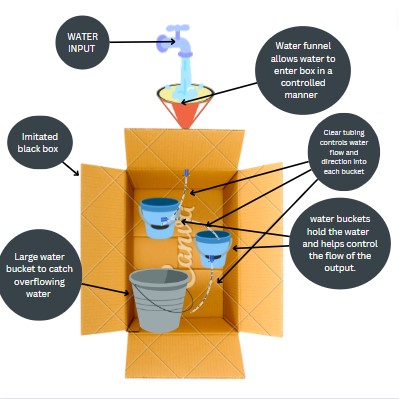 WATER
INPUT
Water funnel
allows water to
enter box in a
controlled
manner
Imitated
black box
Clear tubing
controls water
flow and
direction into
each bucket
water buckets
hold the water
and helps control
the flow of the
output.
Large water
bucket to catch
overflowing
water
Canva